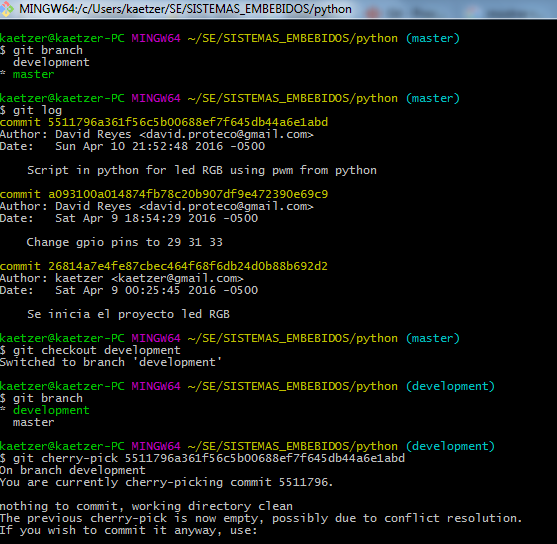 MINGW64:/c/Users/kaetzer/SE/SISTEMAS_EMBEBIDOS/python
kaetzer@kaetzer-PC MINGW64 ~/SE/SISTEMAS_EMBEBIDOS/python (master)
$ git branch
  development
* master
kaetzer@kaetzer-PC MINGW64 ~/SE/SISTEMAS_EMBEBIDOS/python (master)
$ git log
commit 5511796a361f56c5b00688ef7f645db44a6e1abd
Author: David Reyes <david.proteco@gmail.com>
Date:   Sun Apr 10 21:52:48 2016 -0500
    Script in python for led RGB using pwm from python
commit a093100a014874fb78c20b907df9e472390e69c9
Author: David Reyes <david.proteco@gmail.com>
Date:   Sat Apr 9 18:54:29 2016 -0500
    Change gpio pins to 29 31 33
commit 26814a7e4fe87cbec464f68f6db24d0b88b692d2
Author: kaetzer <kaetzer@gmail.com>
Date:   Sat Apr 9 00:25:45 2016 -0500
    Se inicia el proyecto led RGB
kaetzer@kaetzer-PC MINGW64 ~/SE/SISTEMAS_EMBEBIDOS/python (master)
$ git checkout development
Switched to branch 'development'
kaetzer@kaetzer-PC MINGW64 ~/SE/SISTEMAS_EMBEBIDOS/python (development)
$ git branch
* development
  master
kaetzer@kaetzer-PC MINGW64 ~/SE/SISTEMAS_EMBEBIDOS/python (development)
$ git cherry-pick 5511796a361f56c5b00688ef7f645db44a6e1abd
On branch development
You are currently cherry-picking commit 5511796.
nothing to commit, working directory clean
The previous cherry-pick is now empty, possibly due to conflict resolution.
If you wish to commit it anyway, use: